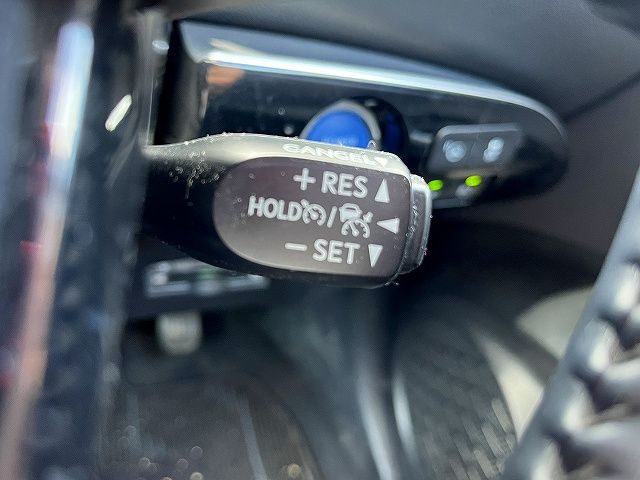 CANCEL▼
+ RES ▲
HOLD / ◀
− SET ▼